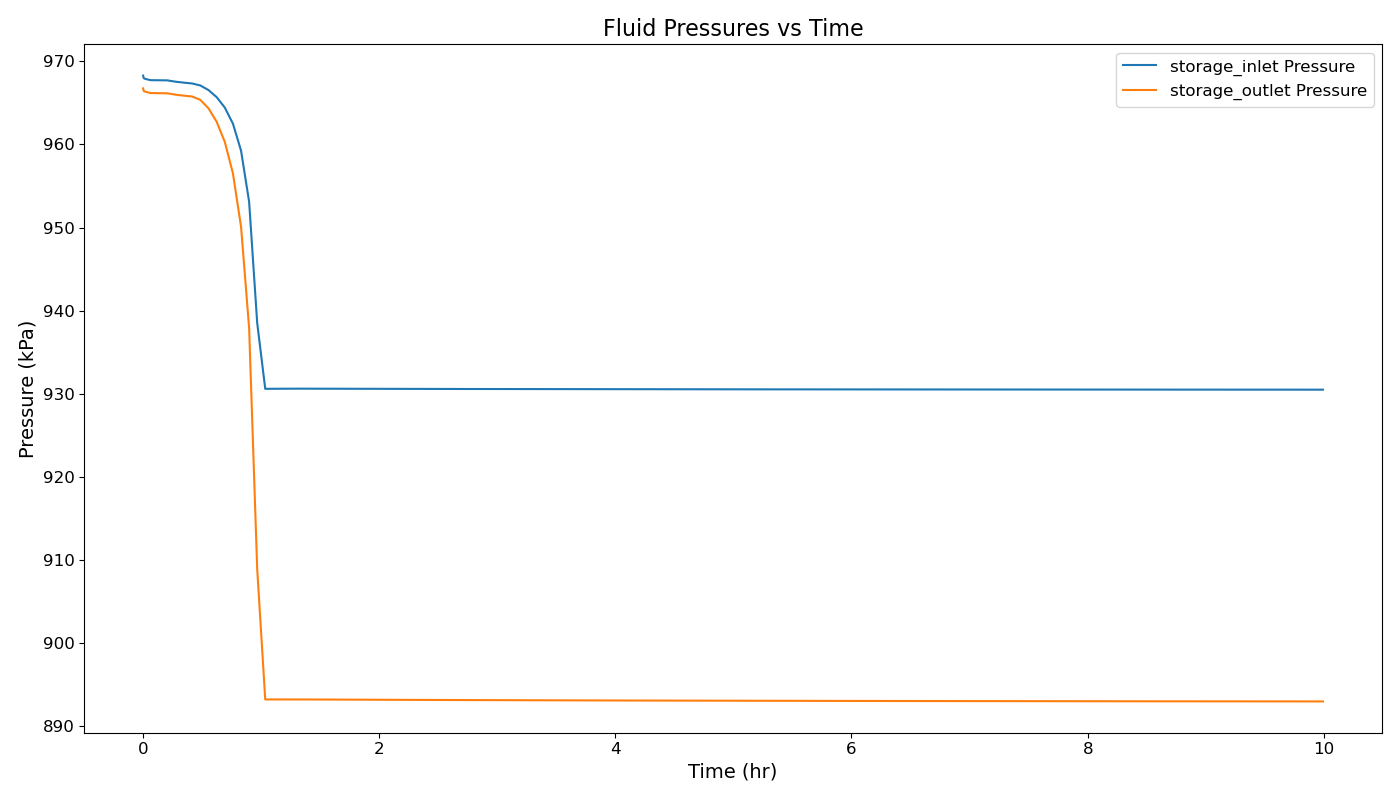 Fluid Pressures vs Time
storage_inlet Pressure
storage_outlet Pressure
Pressure (kPa)
970
960
950
940
930
920
910
900
890
0 2 4 6 8 10
Time (hr)